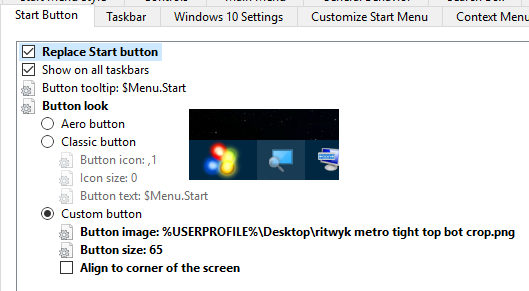 Start Button Taskbar Windows 10 Settings Customize Start Menu Context Menu
Replace Start button
Show on all taskbars
Button tooltip: $Menu.Start
Button look
Aero button
Classic button
Button icon: ,1
Icon size: 0
Button text: $Menu.Start
Custom button
Button image: %USERPROFILE%\Desktop\ritwyk metro tight top bot crop.png
Button size: 65
Align to corner of the screen